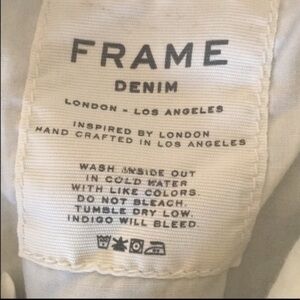 FRAME
DENIM
LONDON - LOS ANGELES
INSPIRED BY LONDON
HAND CRAFTED IN LOS ANGELES
WASH INSIDE OUT
IN COLD WATER
WITH LIKE COLORS
DO NOT BLEACH.
TUMBLE DRY LOW.
INDIGO WILL BLEED